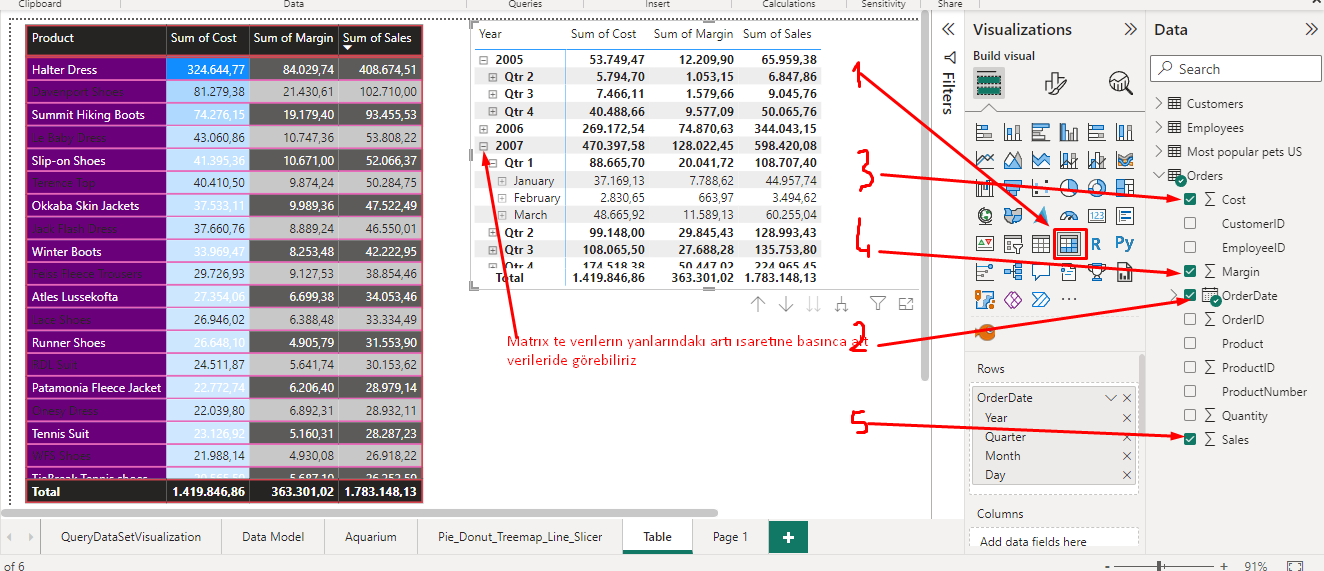 Clipboard Data Queries Insert Calculations Sensitivity Share
Product Sum of Cost Sum of Margin Sum of Sales
Halter Dress 324.644,77 84.029,74 408.674,51
Davenport Shoes 81.279,38 21.430,61 102.710,00
Summit Hiking Boots 74.276,15 19.179,40 93.455,53
43.060,86 10.747,36 53.808,22
Slip-on Shoes 41.395,36 10.671,00 52.066,37
40.410,50 9.874,24 50.284,75
Okkaba Skin Jackets 37.533,11 9.989,36 47.522,49
Jack Flash Dress 37.660,76 8.889,24 46.550,01
Winter Boots 33.969,47 8.253,48 42.222,95
29.726,93 9.127,53 38.854,46
Atles Lussekofta 27.354,06 6.699,38 34.053,46
26.946,02 6.388,48 33.334,49
Runner Shoes 26.648,10 4.905,79 31.553,90
24.511,87 5.641,74 30.153,62
Patamonia Fleece Jacket 22.772,74 6.206,40 28.979,14
22.039,80 6.892,31 28.932,11
Tennis Suit 23.126,92 5.160,31 28.287,23
21.988,14 4.930,08 26.918,22
TieBreak Tennis shoes
Total 1.419.846,86 363.301,02 1.783.148,13
Year Sum of Cost Sum of Margin Sum of Sales
2005 53.749,47 12.209,90 65.959,38
Qtr 2 5.794,70 1.053,15 6.847,86
Qtr 3 7.466,11 1.579,66 9.045,76
Qtr 4 40.488,66 9.577,09 50.065,76
2006 269.172,54 74.870,63 344.043,15
2007 470.397,58 128.022,45 598.420,08
Qtr 1 88.665,70 20.041,72 108.707,40
January 37.169,13 7.788,62 44.957,74
February 2.830,65 663,97 3.494,62
March 48.665,92 11.589,13 60.255,04
Qtr 2 99.148,00 29.845,43 128.993,43
Qtr 3 108.065,50 27.688,28 135.753,80
Qtr 4 174.518,38 50.447,02 224.965,45
Total 1.419.846,86 363.301,02 1.783.148,13
Matrix te verilerin yanlarındaki artı isaretine basınca alt
verileride görebiliriz
1
3
4
2
5
Filters
Visualizations
Build visual
R Py
123
Rows
OrderDate
Year
Quarter
Month
Day
Columns
Add data fields here
Data
Search
Customers
Employees
Most popular pets US
Orders
Cost
CustomerID
EmployeeID
Margin
OrderDate
OrderID
Product
ProductID
ProductNumber
Quantity
Sales
QueryDataSetVisualization Data Model Aquarium Pie_Donut_Treemap_Line_Slicer Table Page 1 +
of 6 - + 91%